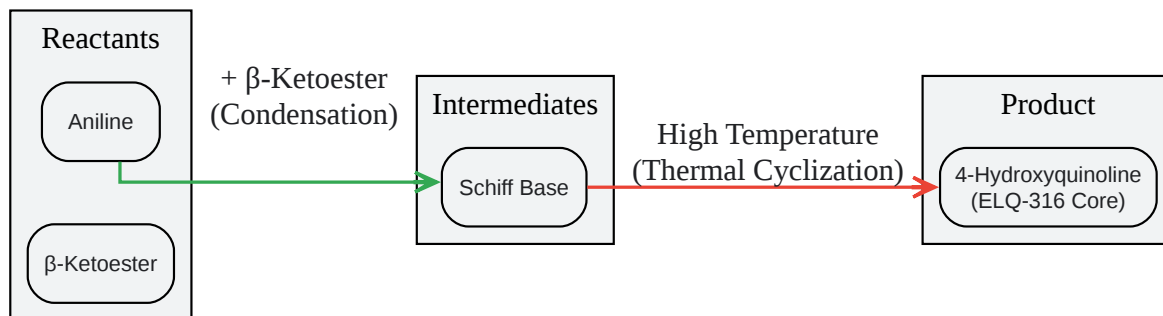 Reactants
Aniline
β-Ketoester
+ β-Ketoester
(Condensation)
Intermediates
Schiff Base
High Temperature
(Thermal Cyclization)
Product
4-Hydroxyquinoline
(ELQ-316 Core)